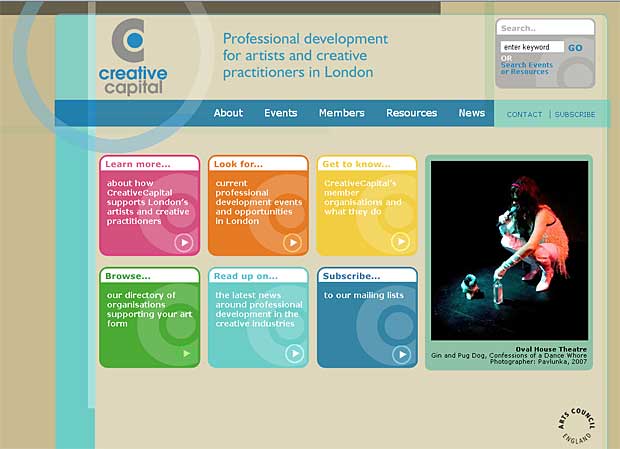 creative
capital
Professional development
for artists and creative
practitioners in London
Search..
enter keyword GO
OR
Search Events
or Resources
About Events Members Resources News
CONTACT | SUBSCRIBE
Learn more...
about how
CreativeCapital
supports London's
artists and creative
practitioners
Look for...
current
professional
development events
and opportunities
in London
Get to know...
CreativeCapital's
member
organisations and
what they do
Browse...
our directory of
organisations
supporting your art
form
Read up on...
the latest news
around professional
development in the
creative industries
Subscribe...
to our mailing lists
Oval House Theatre
Gin and Pug Dog, Confessions of a Dance Whore
Photographer: Pavlunka, 2007
ARTS COUNCIL
ENGLAND